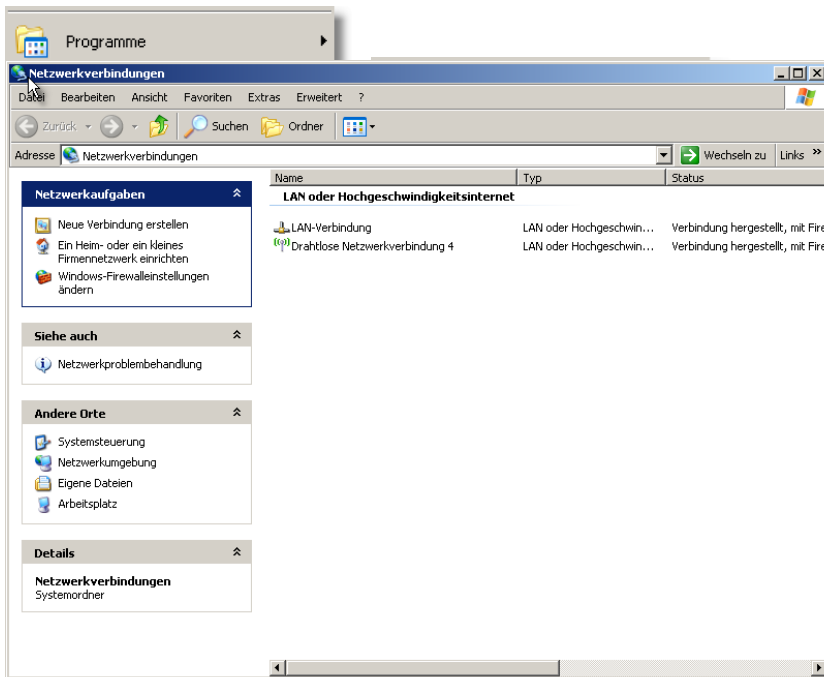 Programme
Netzwerkverbindungen
Datei Bearbeiten Ansicht Favoriten Extras Erweitert ?
Zurück Suchen Ordner
Adresse Netzwerkverbindungen Wechseln zu Links »
Netzwerkaufgaben
Neue Verbindung erstellen
Ein Heim- oder ein kleines
Firmennetzwerk einrichten
Windows-Firewalleinstellungen
ändern
Siehe auch
Netzwerkproblembehandlung
Andere Orte
Systemsteuerung
Netzwerkumgebung
Eigene Dateien
Arbeitsplatz
Details
Netzwerkverbindungen
Systemordner
Name Typ Status
LAN oder Hochgeschwindigkeitsinternet
LAN-Verbindung LAN oder Hochgeschwin... Verbindung hergestellt, mit Fire
Drahtlose Netzwerkverbindung 4 LAN oder Hochgeschwin... Verbindung hergestellt, mit Fire